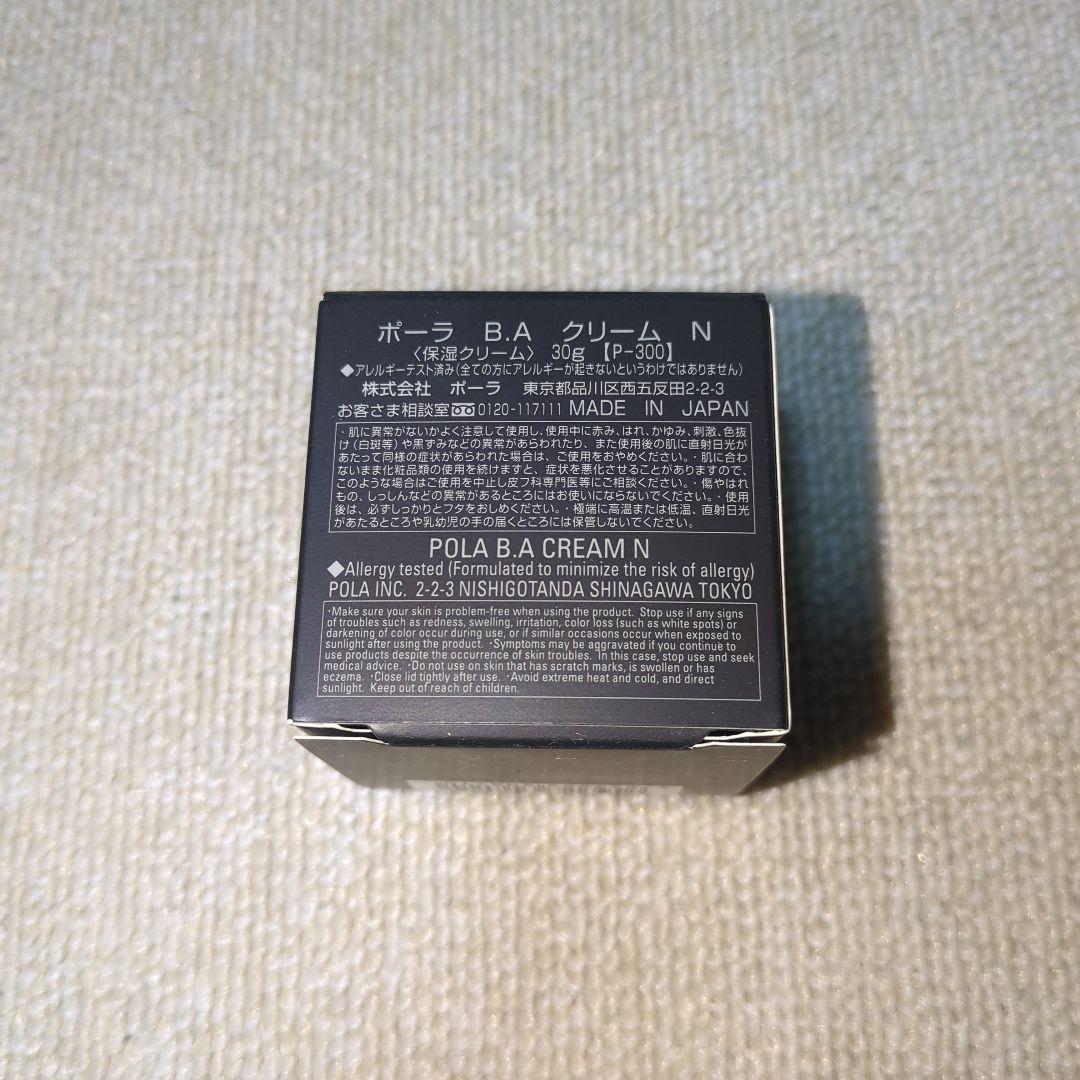 ポーラ B.A クリーム N
〈保湿クリーム〉 30g 【P-300】
◆アレルギーテスト済み(全ての方にアレルギーが起きないというわけではありません)
株式会社 ポーラ 東京都品川区西五反田2-2-3
お客さま相談室 0120-117111 MADE IN JAPAN
・肌に異常がないかよく注意して使用し、使用中に赤み、はれ、かゆみ、刺激、色抜
け(白斑等)や黒ずみなどの異常があらわれたり、また使用後の肌に直射日光が
あたって同様の症状があらわれた場合は、ご使用をおやめください。・肌に合わ
ないまま化粧品類の使用を続けますと、症状を悪化させることがありますので、
このような場合はご使用を中止し皮フ科専門医等にご相談ください。・傷やはれ
もの、しっしんなどの異常があるところにはお使いにならないでください。・使用
後は、必ずしっかりとフタをおしめください。・極端に高温または低温、直射日光
があたるところや乳幼児の手の届くところには保管しないでください。
POLA B.A CREAM N
◆Allergy tested (Formulated to minimize the risk of allergy)
POLA INC. 2-2-3 NISHIGOTANDA SHINAGAWA TOKYO
・Make sure your skin is problem-free when using the product. Stop use if any signs
of troubles such as redness, swelling, irritation, color loss (such as white spots) or
darkening of color occur during use, or if similar occasions occur when exposed to
sunlight after using the product. ・Symptoms may be aggravated if you continue to
use products despite the occurrence of skin troubles. In this case, stop use and seek
medical advice. ・Do not use on skin that has scratch marks, is swollen or has
eczema. ・Close lid tightly after use. ・Avoid extreme heat and cold, and direct
sunlight. Keep out of reach of children.